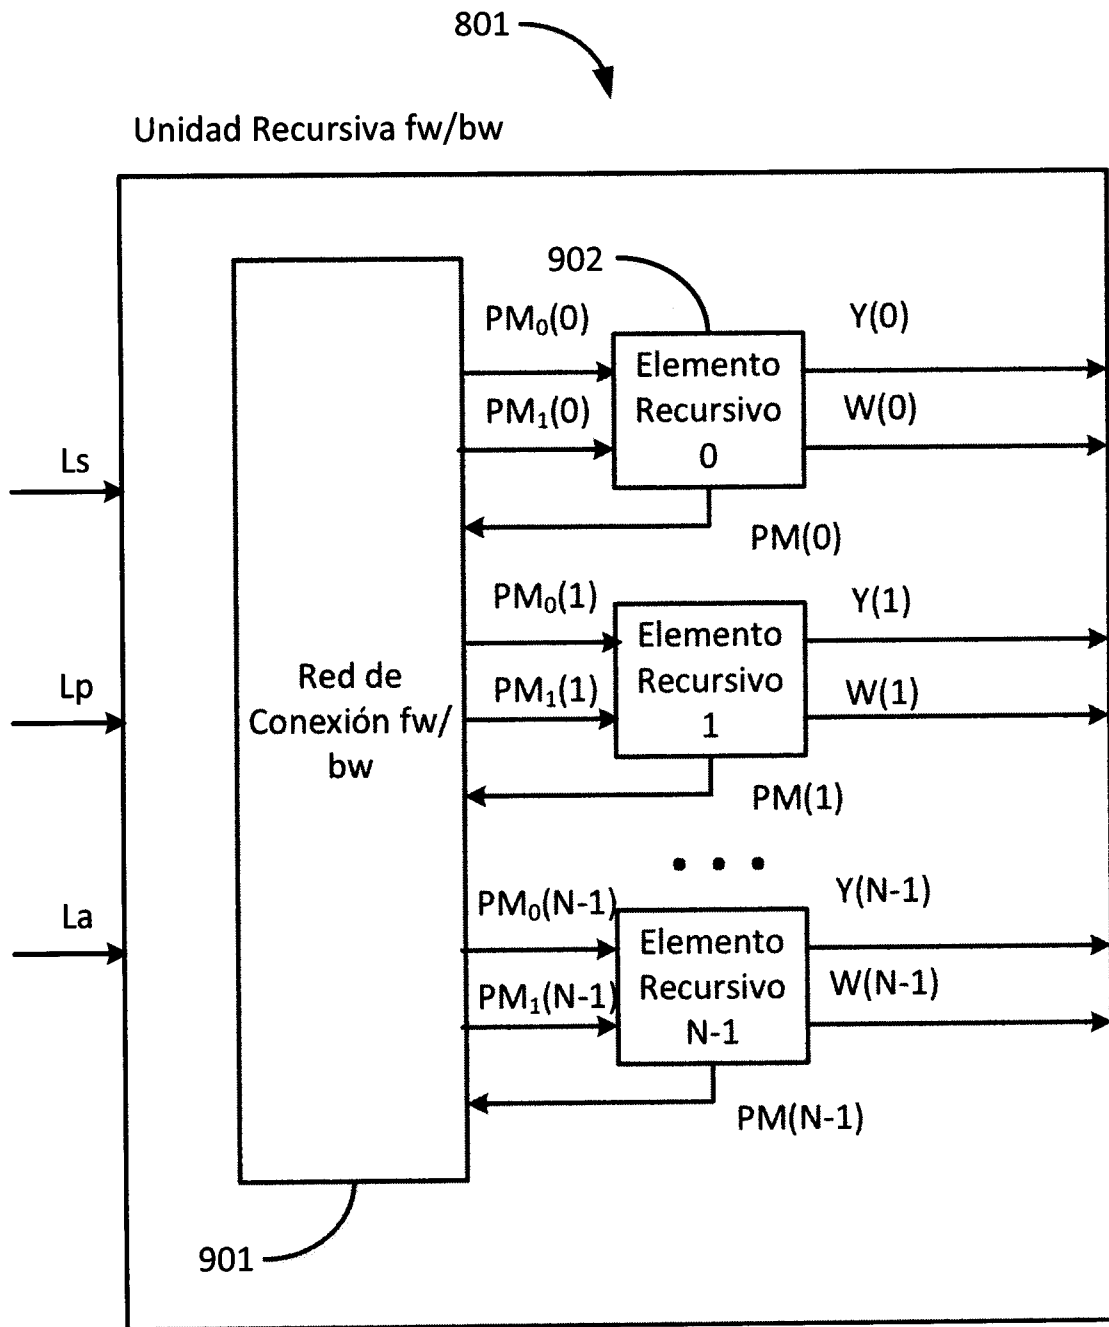 801
Unidad Recursiva fw/bw
902
PM₀(0)
Y(0)
Elemento
Recursivo
0
PM₁(0)
W(0)
Ls
PM(0)
PM₀(1)
Y(1)
Elemento
Recursivo
1
PM₁(1)
W(1)
Lp
Red de
Conexión fw/
bw
PM(1)
• • •
La
PM₀(N-1)
Y(N-1)
Elemento
Recursivo
N-1
PM₁(N-1)
W(N-1)
PM(N-1)
901